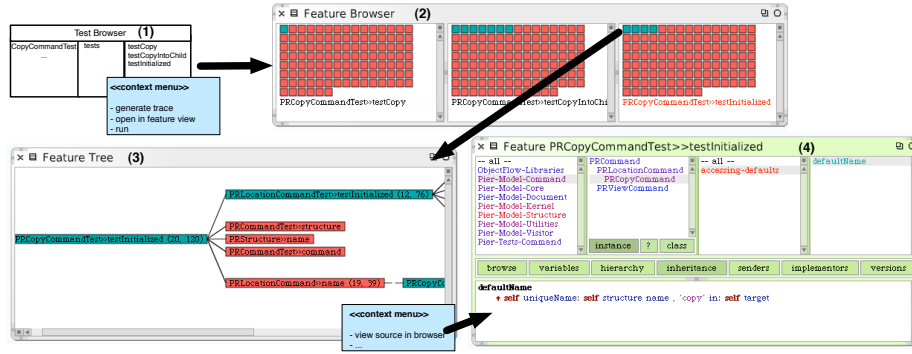 Test Browser (1)
CopyCommandTest
...
tests
testCopy
testCopyIntoChild
testInitialized
<<context menu>>
- generate trace
- open in feature view
- run
Feature Browser (2)
PRCopyCommandTest»testCopy
PRCopyCommandTest»testCopyIntoChi
PRCopyCommandTest»testInitialized
Feature Tree (3)
PRCopyCommandTest»testInitialized (20, 120)
PRLocationCommandTest»testInitialized (12, 76)
PRCommandTest»structure
PRStructure»name
PRCommandTest»command
PRLocationCommand»name (19, 39)
PRCopyCo
<<context menu>>
- view source in browser
- ...
Feature PRCopyCommandTest>>testInitialized (4)
-- all --
ObjectFlow-Libraries
Pier-Model-Command
Pier-Model-Core
Pier-Model-Document
Pier-Model-Kernel
Pier-Model-Structure
Pier-Model-Utilities
Pier-Model-Visitor
Pier-Tests-Command
PRCommand
PRLocationCommand
PRCopyCommand
PRViewCommand
instance ? class
-- all --
accessing-defaults
defaultName
browse variables hierarchy inheritance senders implementors versions
defaultName
↑ self uniqueName: self structure name , 'copy' in: self target